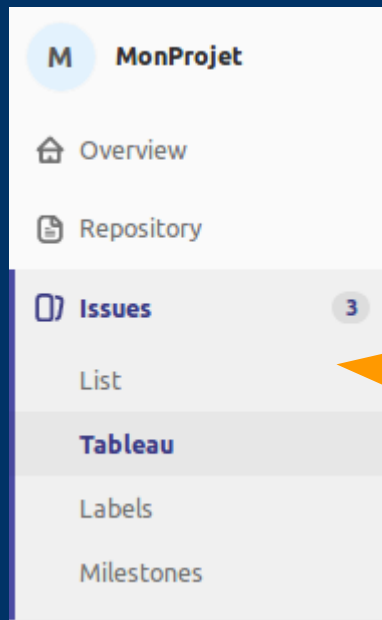 M MonProjet
Overview
Repository
Issues 3
List
Tableau
Labels
Milestones